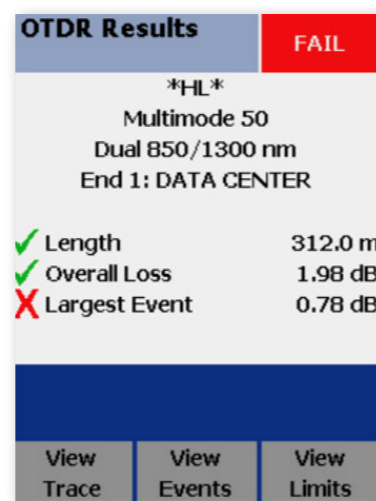 OTDR Results
FAIL
*HL*
Multimode 50
Dual 850/1300 nm
End 1: DATA CENTER
Length 312.0 m
Overall Loss 1.98 dB
Largest Event 0.78 dB
View Trace
View Events
View Limits